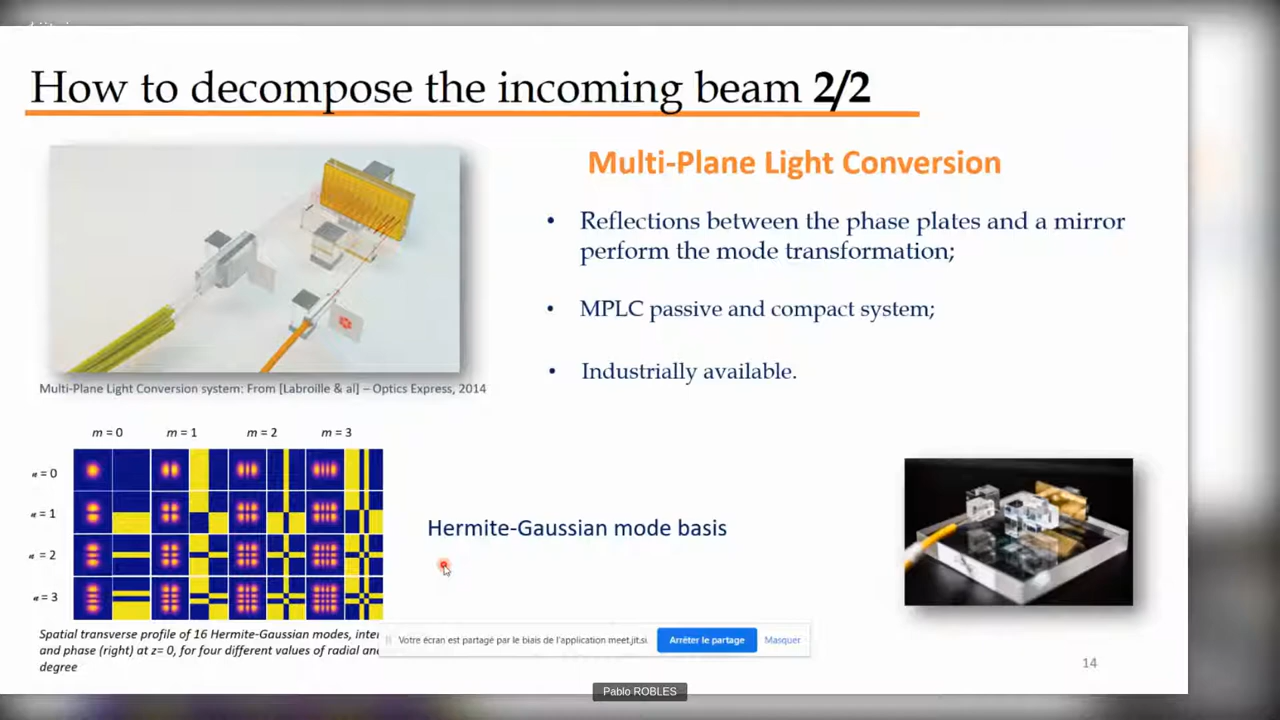 How to decompose the incoming beam 2/2
Multi-Plane Light Conversion
• Reflections between the phase plates and a mirror
perform the mode transformation;
• MPLC passive and compact system;
• Industrially available.
Multi-Plane Light Conversion system: From [Labroille & al] – Optics Express, 2014
m = 0 m = 1 m = 2 m = 3
n = 0
n = 1
n = 2
n = 3
Hermite-Gaussian mode basis
Spatial transverse profile of 16 Hermite-Gaussian modes,
and phase (right) at z= 0, for four different values of radial
degree
Votre écran est partagé par le biais de l'application meet.jit.si.
Arrêter le partage
Masquer
14
Pablo ROBLES